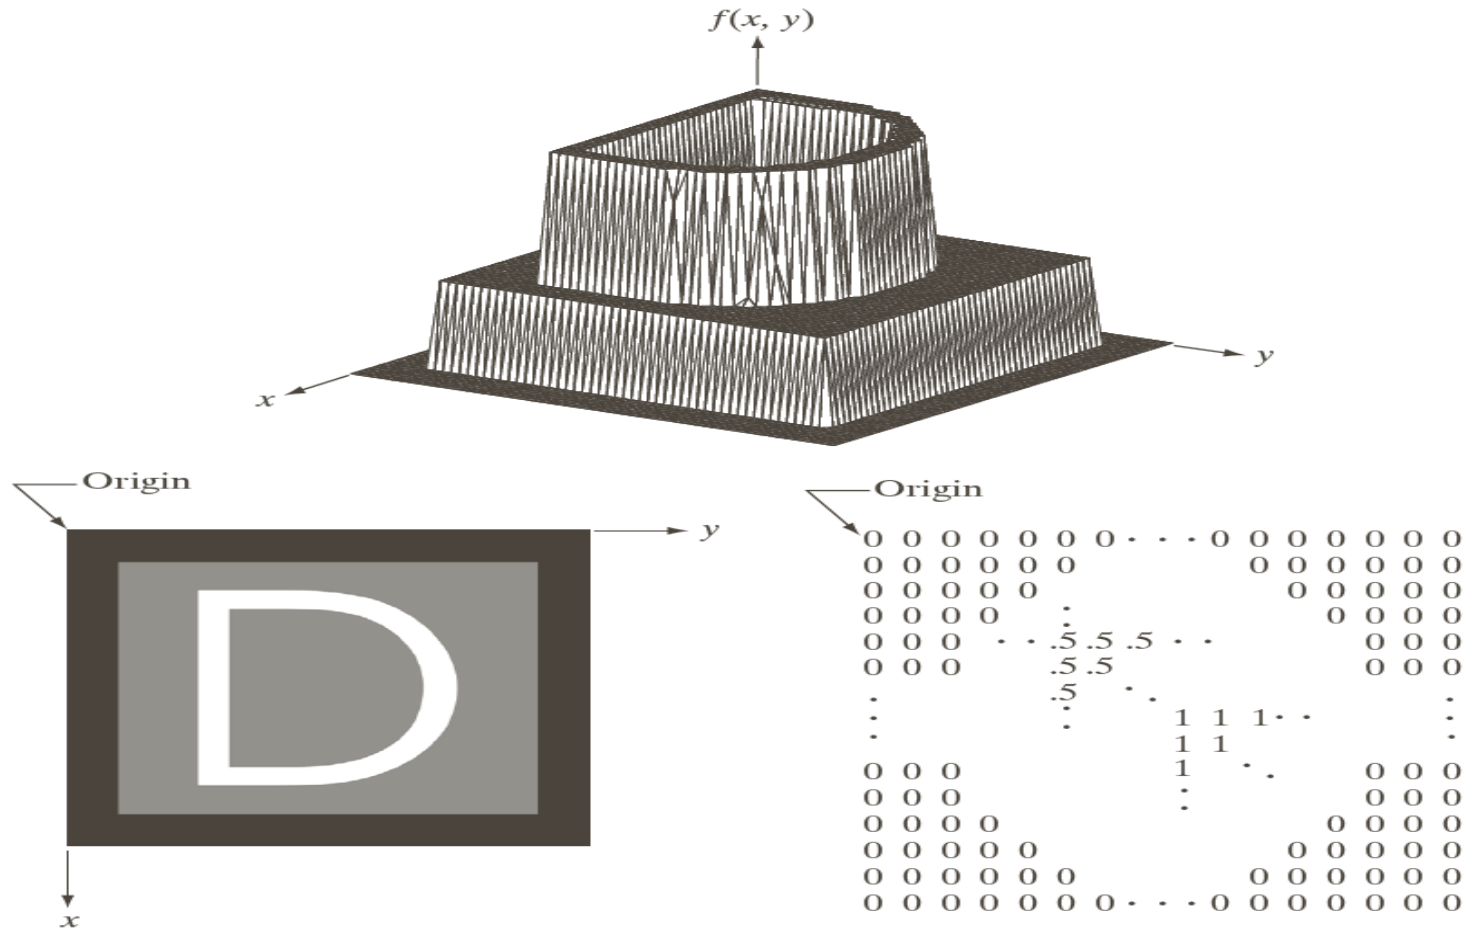 f(x, y)
y
x
Origin
y
x
Origin
0 0 0 0 0 0 0 · · · 0 0 0 0 0 0 0
0 0 0 0 0 0 0 0 0 0 0 0
0 0 0 0 0 0 0 0 0 0
0 0 0 0 · 0 0 0 0
0 0 0 · · .5 .5 .5 · · 0 0 0
0 0 0 .5 .5 0 0 0
· .5 · · ·
· · 1 1 1 · · ·
· · 1 1 ·
0 0 0 1 · · 0 0 0
0 0 0 · 0 0 0
0 0 0 0 0 0 0 0
0 0 0 0 0 0 0 0 0 0
0 0 0 0 0 0 0 0 0 0 0 0
0 0 0 0 0 0 0 · · · 0 0 0 0 0 0 0